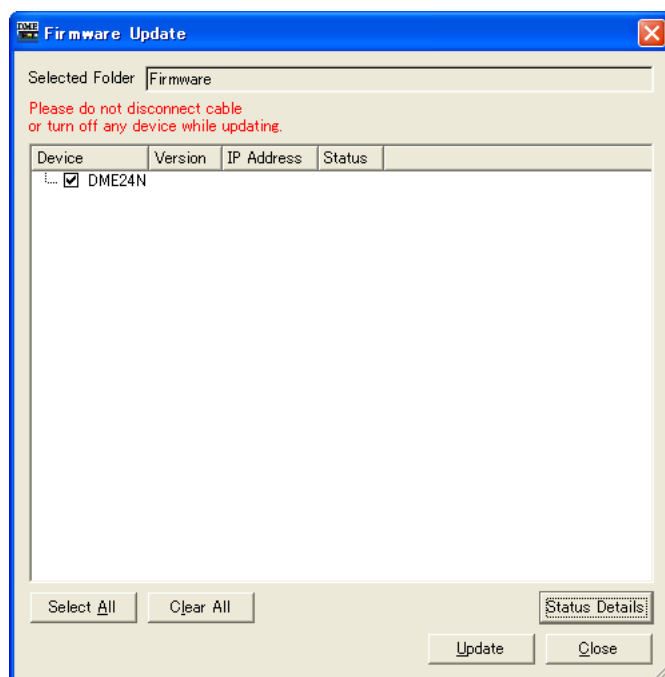 DME Firmware Update
Selected Folder Firmware
Please do not disconnect cable
or turn off any device while updating.
Device Version IP Address Status
DME24N
Select All Clear All Status Details
Update Close